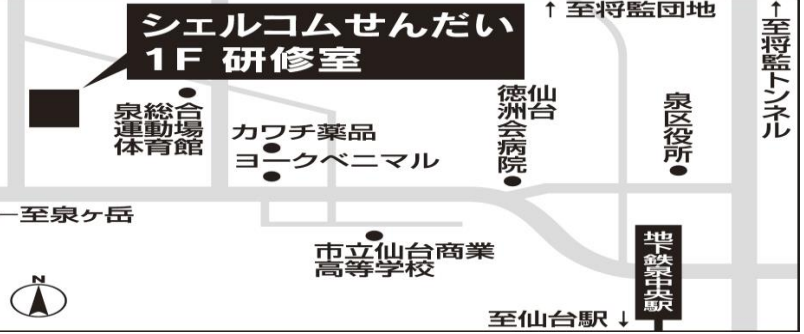 シェルコムせんだい
1F 研修室
↑至将監団地
↑至将監トンネル
泉総合
運動場
体育館
カワチ薬品
ヨークベニマル
仙台
徳洲会病院
泉区役所
←至泉ヶ岳
市立仙台商業
高等学校
地下鉄泉中央駅
N
至仙台駅↓